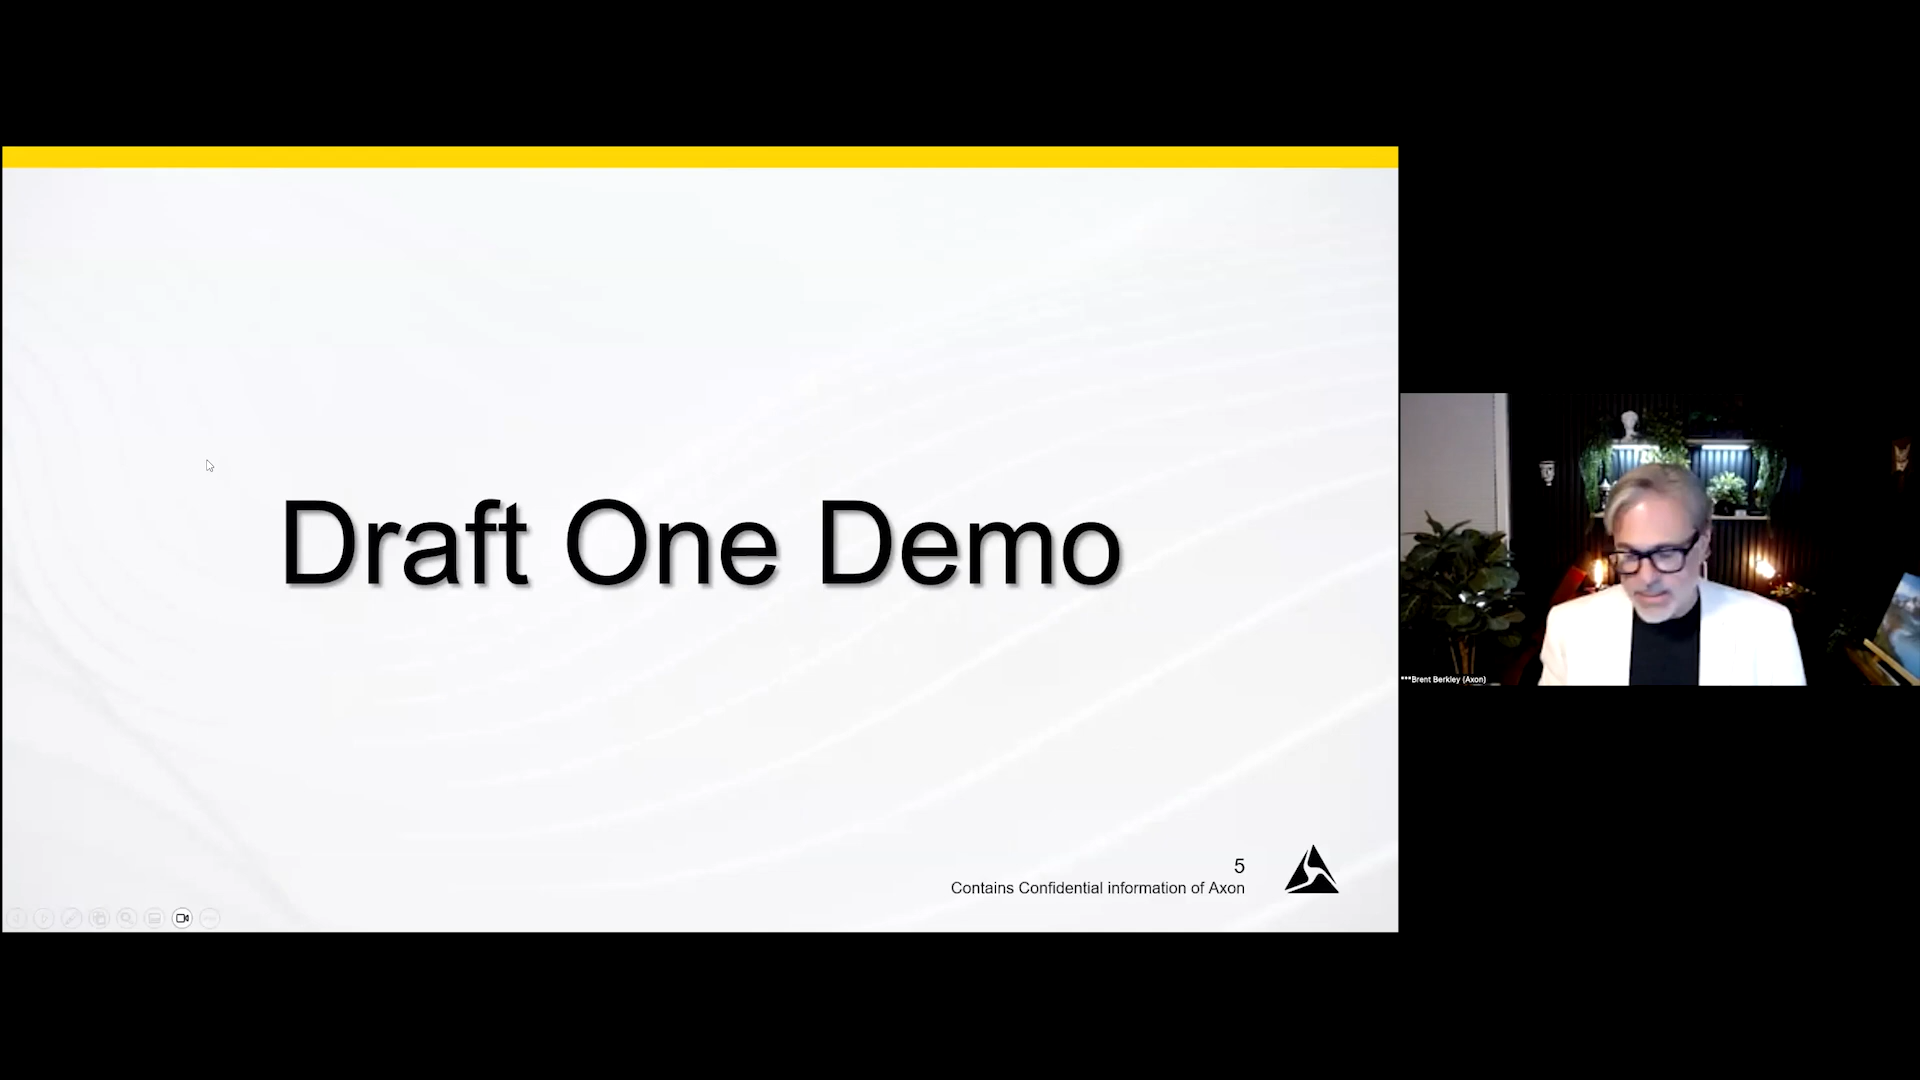 Draft One Demo
5
Contains Confidential information of Axon
***Brent Berkley (Axon)